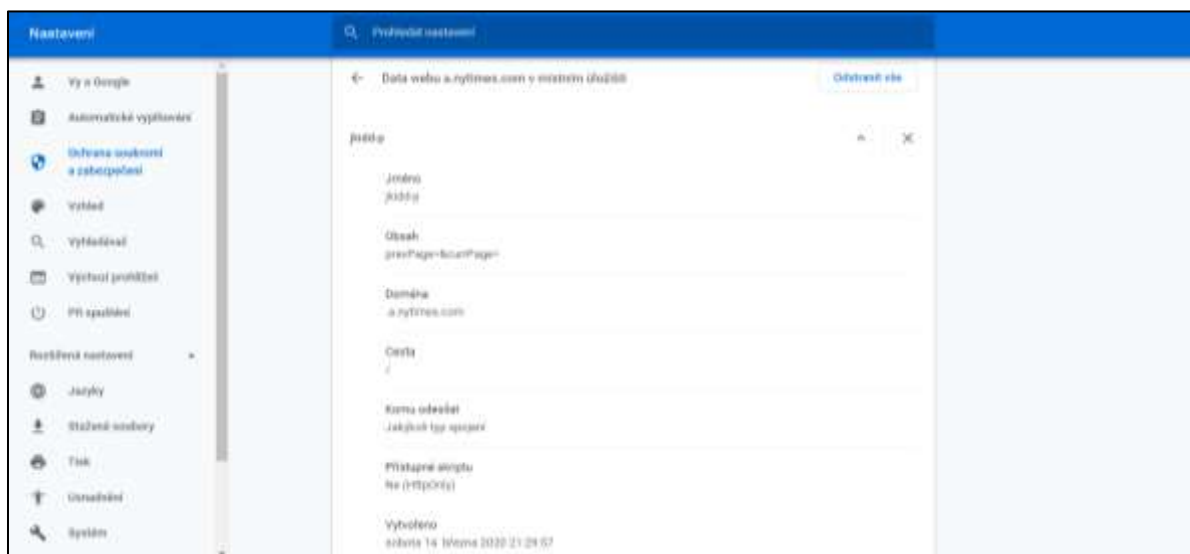 Nastavení
Prohledat nastavení
Vy a Google
Automatické vyplňování
Ochrana soukromí
a zabezpečení
Vzhled
Vyhledávač
Výchozí prohlížeč
Při spuštění
Rozšířená nastavení
Jazyky
Stažené soubory
Tisk
Usnadnění
Systém
Data webu a.nytimes.com v místním úložišti
Odstranit vše
Jméno
Obsah
prevPage=&currPage=
Doména
.a.nytimes.com
Cesta
/
Komu odesílat
Jakýkoli typ spojení
Přístupné skriptu
Ne (HttpOnly)
Vytvořeno
sobota 14. března 2020 21:29:57